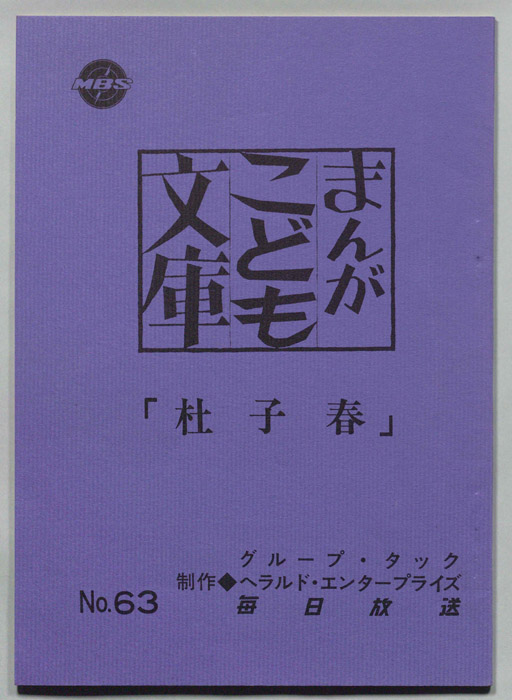 MBS
まんが
こども
文庫
「杜子春」
グループ・タック
制作◆ヘラルド・エンタープライズ
毎日放送
No.63